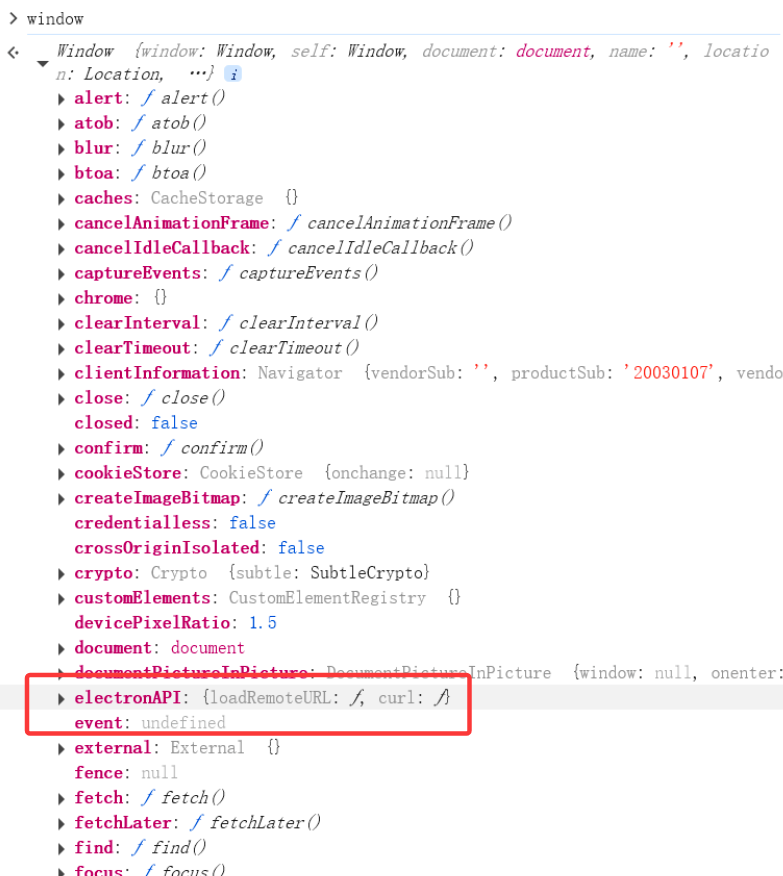 > window
Window {window: Window, self: Window, document: document, name: '', locatio
n: Location, …} i
alert: ƒ alert()
atob: ƒ atob()
blur: ƒ blur()
btoa: ƒ btoa()
caches: CacheStorage {}
cancelAnimationFrame: ƒ cancelAnimationFrame()
cancelIdleCallback: ƒ cancelIdleCallback()
captureEvents: ƒ captureEvents()
chrome: {}
clearInterval: ƒ clearInterval()
clearTimeout: ƒ clearTimeout()
clientInformation: Navigator {vendorSub: '', productSub: '20030107', vendo
close: ƒ close()
closed: false
confirm: ƒ confirm()
cookieStore: CookieStore {onchange: null}
createImageBitmap: ƒ createImageBitmap()
credentialless: false
crossOriginIsolated: false
crypto: Crypto {subtle: SubtleCrypto}
customElements: CustomElementRegistry {}
devicePixelRatio: 1.5
document: document
documentPictureInPicture: DocumentPictureInPicture {window: null, onenter:
electronAPI: {loadRemoteURL: ƒ, curl: ƒ}
event: undefined
external: External {}
fence: null
fetch: ƒ fetch()
fetchLater: ƒ fetchLater()
find: ƒ find()
focus: ƒ focus()